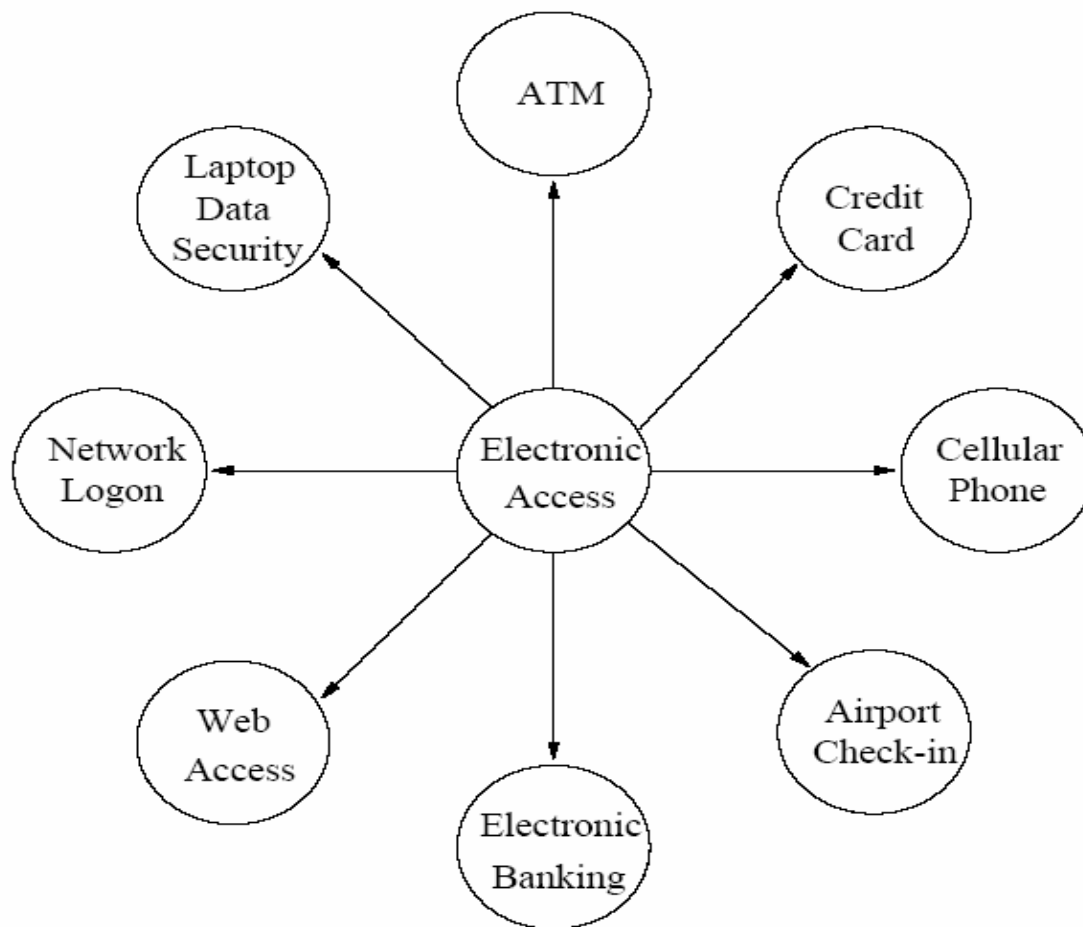 ATM
Laptop
Data
Security
Credit
Card
Network
Logon
Electronic
Access
Cellular
Phone
Web
Access
Airport
Check-in
Electronic
Banking